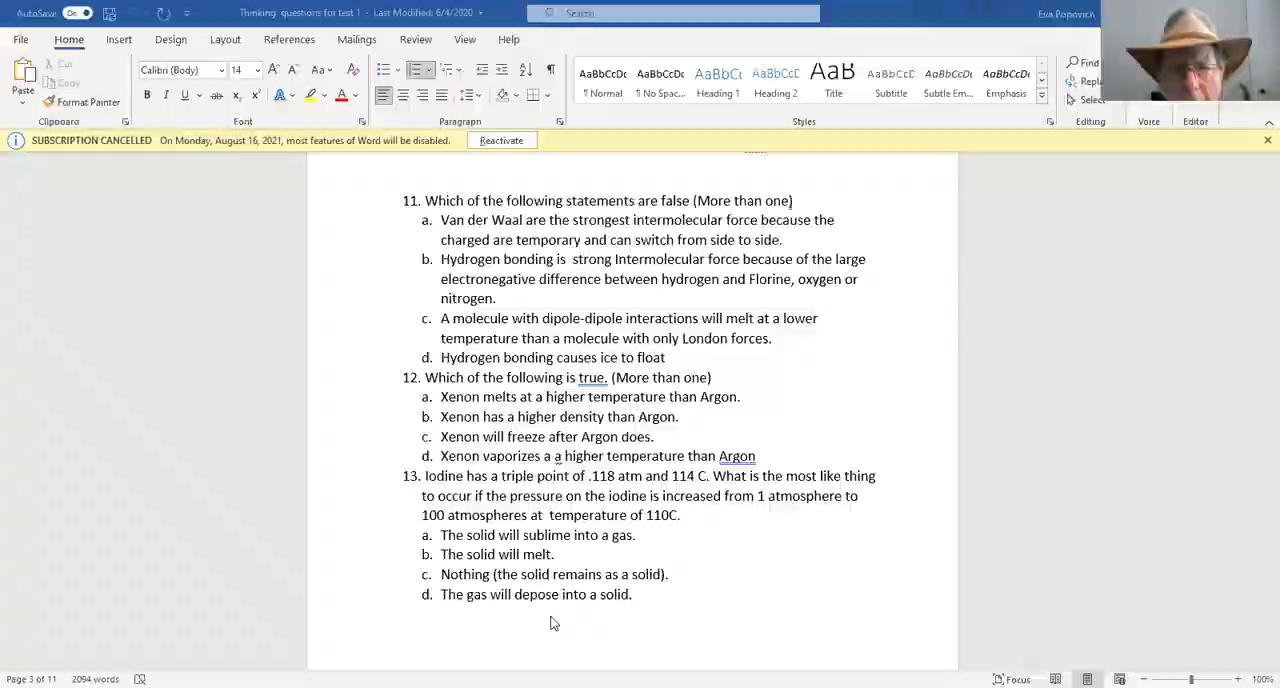 AutoSave On Thinking questions for test 1 - Last Modified: 6/4/2020 Search Eva Popovich
File Home Insert Design Layout References Mailings Review View Help
Paste Cut Copy Format Painter
Calibri (Body) 14
AaBbCcDc AaBbCcDc AaBbCc AaBbCcD AaB AaBbCcD AaBbCcDc AaBbCcDc
¶ Normal ¶ No Spac... Heading 1 Heading 2 Title Subtitle Subtle Em... Emphasis
Find
Repla
Select
Clipboard Font Paragraph Styles Editing Voice Editor
SUBSCRIPTION CANCELLED On Monday, August 16, 2021, most features of Word will be disabled. Reactivate
11. Which of the following statements are false (More than one)
a. Van der Waal are the strongest intermolecular force because the
charged are temporary and can switch from side to side.
b. Hydrogen bonding is strong Intermolecular force because of the large
electronegative difference between hydrogen and Florine, oxygen or
nitrogen.
c. A molecule with dipole-dipole interactions will melt at a lower
temperature than a molecule with only London forces.
d. Hydrogen bonding causes ice to float
12. Which of the following is true. (More than one)
a. Xenon melts at a higher temperature than Argon.
b. Xenon has a higher density than Argon.
c. Xenon will freeze after Argon does.
d. Xenon vaporizes a a higher temperature than Argon
13. Iodine has a triple point of .118 atm and 114 C. What is the most like thing
to occur if the pressure on the iodine is increased from 1 atmosphere to
100 atmospheres at temperature of 110C.
a. The solid will sublime into a gas.
b. The solid will melt.
c. Nothing (the solid remains as a solid).
d. The gas will depose into a solid.
Page 3 of 11 2094 words Focus 100%